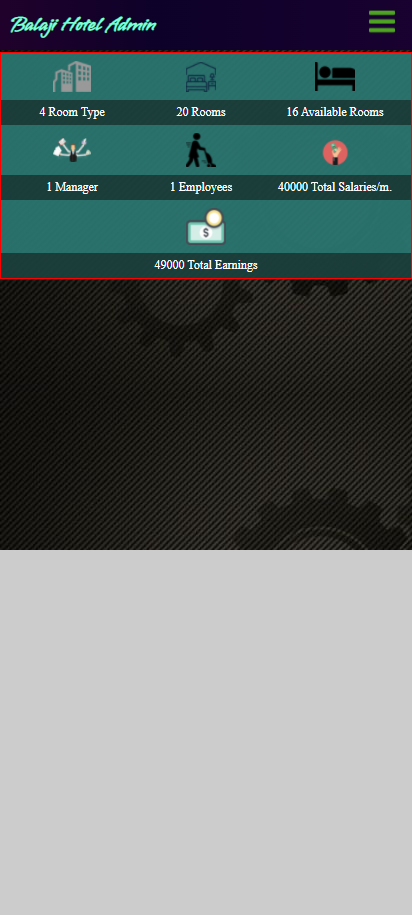 Balaji Hotel Admin
4 Room Type
20 Rooms
16 Available Rooms
1 Manager
1 Employees
40000 Total Salaries/m.
$
49000 Total Earnings